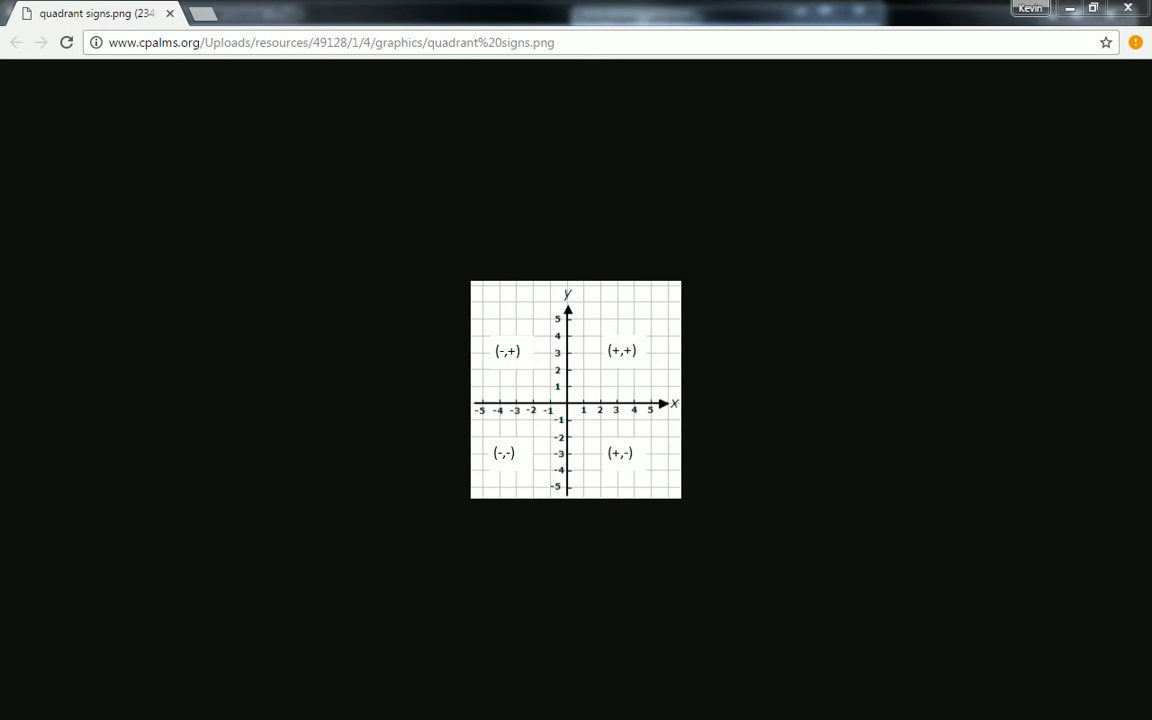 quadrant signs.png (234
Kevin
www.cpalms.org/Uploads/resources/49128/1/4/graphics/quadrant%20signs.png
y
5
4
(-,+) 3 (+,+)
2
1
-5 -4 -3 -2 -1 1 2 3 4 5 x
-1
-2
(-,-) -3 (+,-)
-4
-5